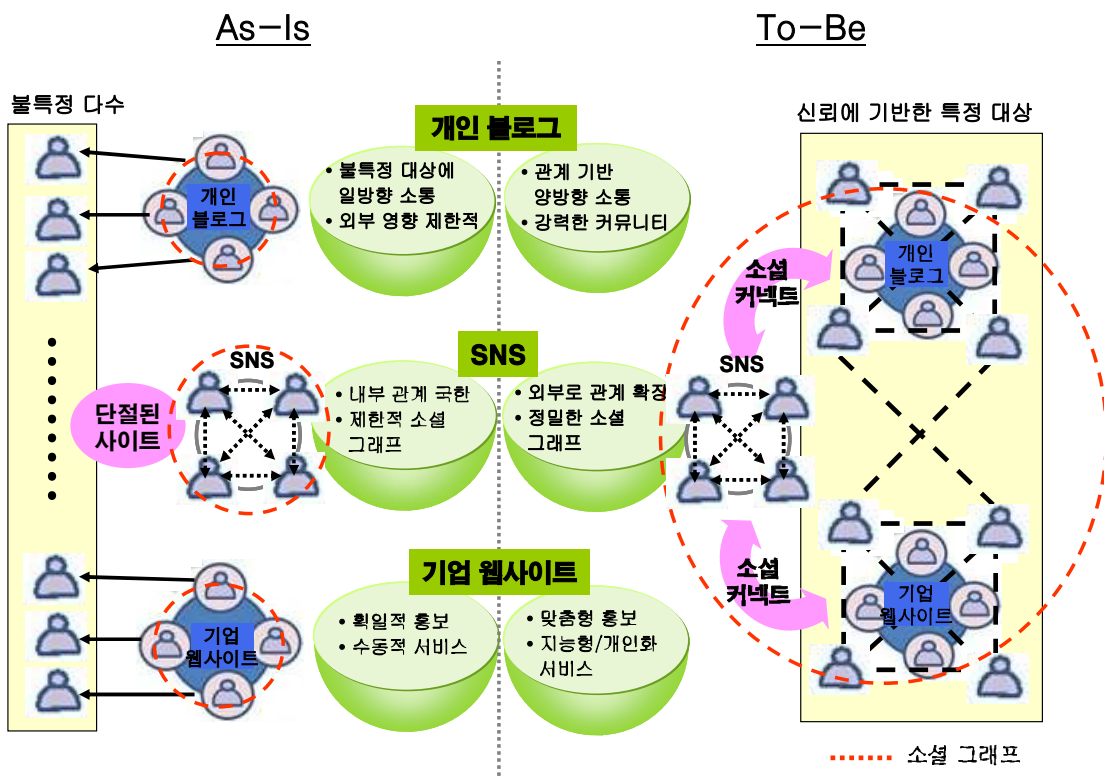 As-Is
To-Be
불특정 다수
신뢰에 기반한 특정 대상
개인 블로그
개인
블로그
• 불특정 대상에
일방향 소통
• 외부 영향 제한적
• 관계 기반
양방향 소통
• 강력한 커뮤니티
개인
블로그
소셜
커넥트
SNS
SNS
SNS
단절된
사이트
• 내부 관계 국한
• 제한적 소셜
그래프
• 외부로 관계 확장
• 정밀한 소셜
그래프
기업 웹사이트
기업
웹사이트
• 획일적 홍보
• 수동적 서비스
• 맞춤형 홍보
• 지능형/개인화
서비스
소셜
커넥트
기업
웹사이트
소셜 그래프